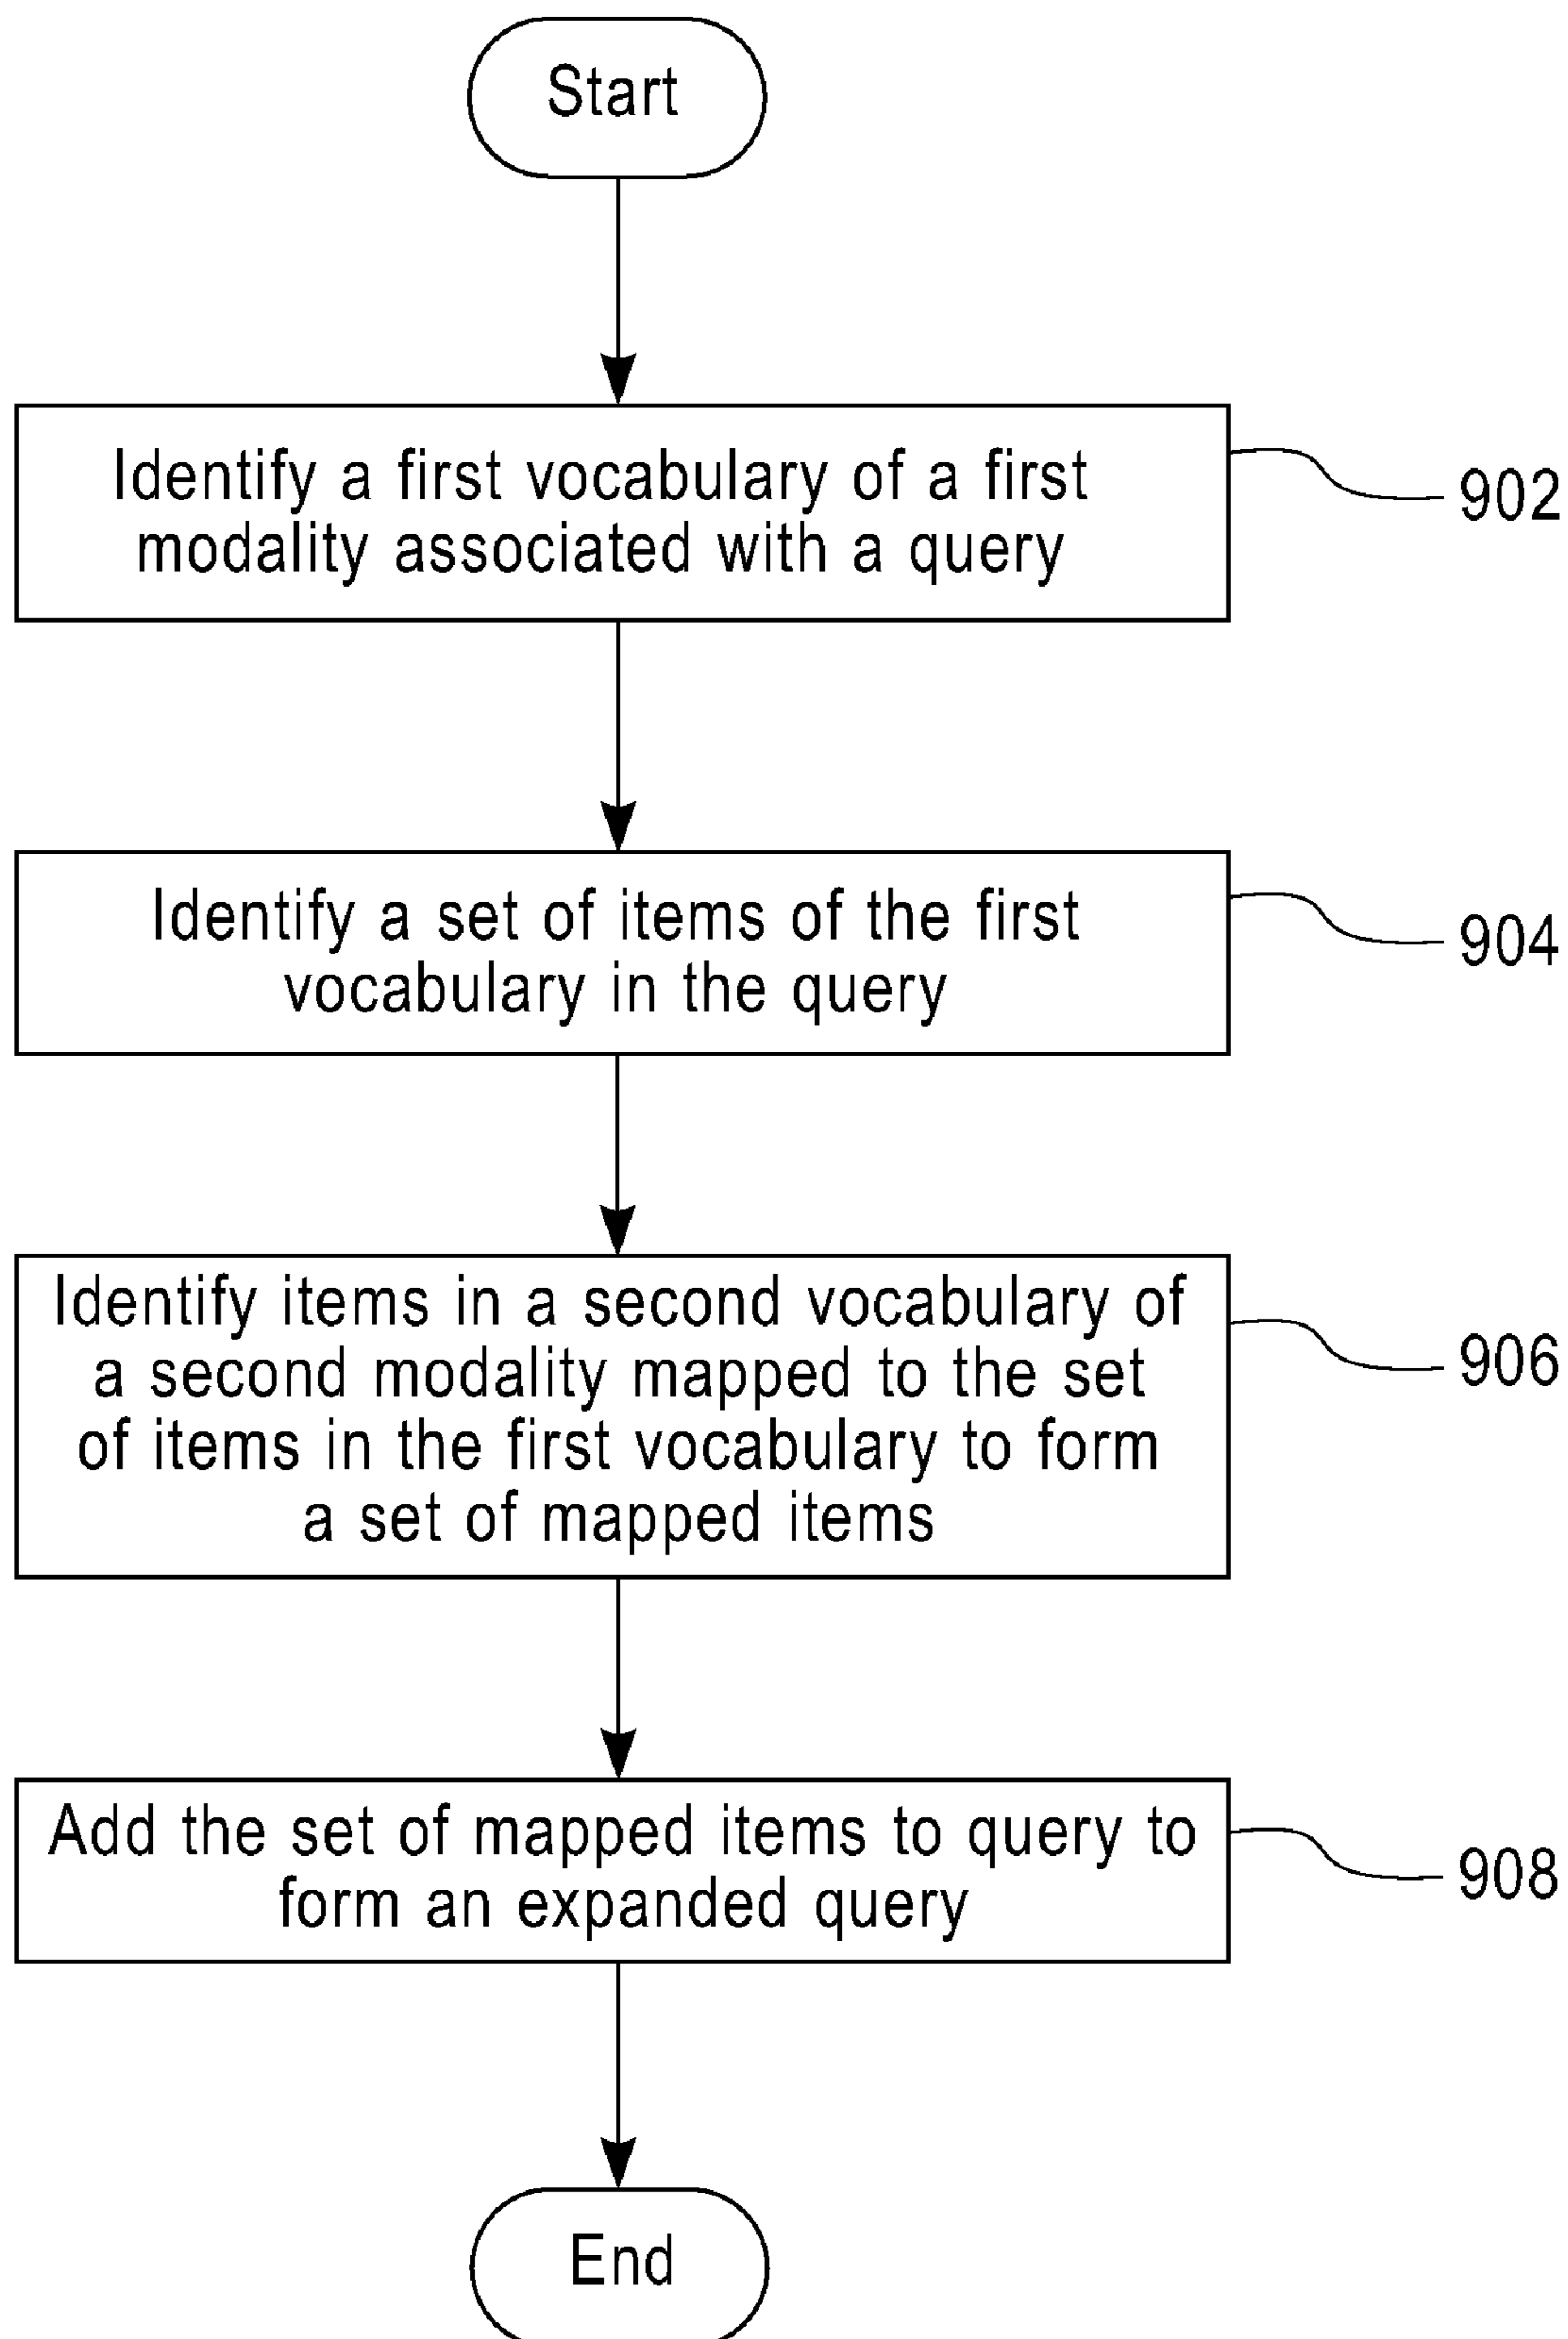 Start
Identify a first vocabulary of a first
modality associated with a query
902
Identify a set of items of the first
vocabulary in the query
904
Identify items in a second vocabulary of
a second modality mapped to the set
of items in the first vocabulary to form
a set of mapped items
906
Add the set of mapped items to query to
form an expanded query
908
End